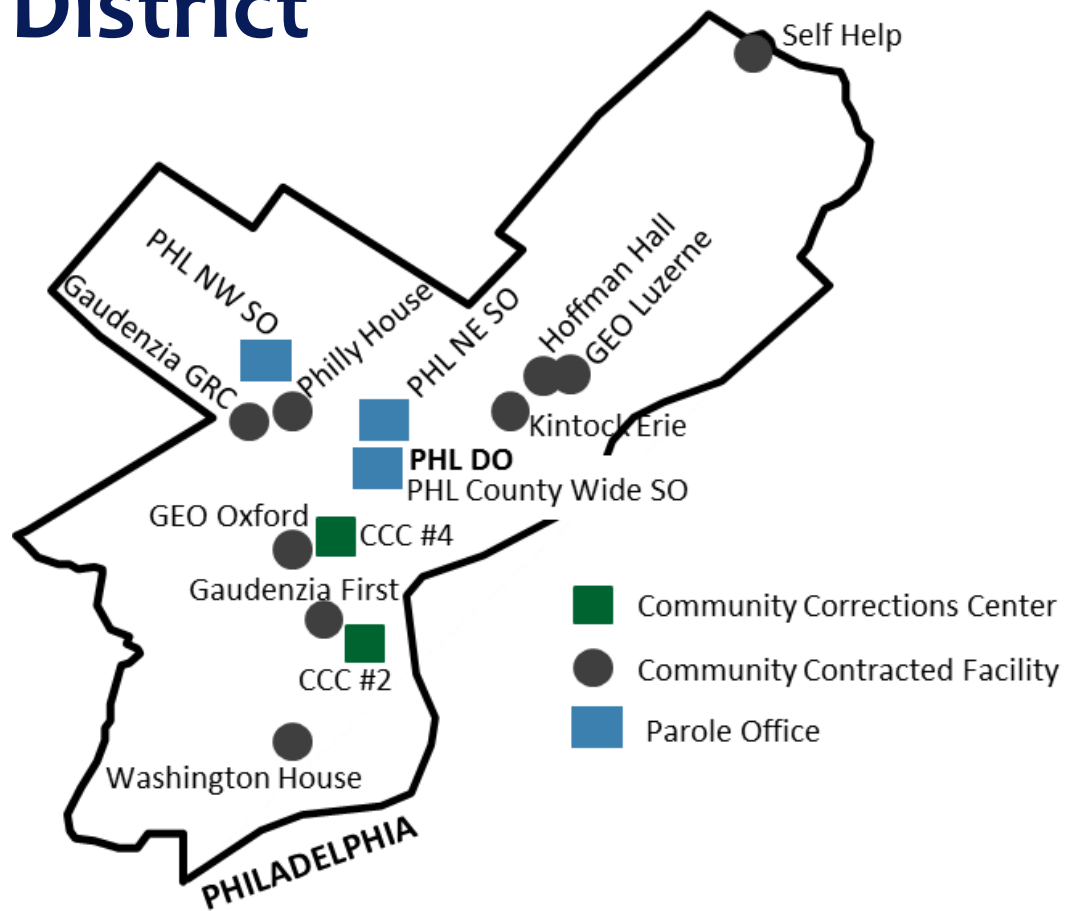 District
Self Help
PHL NW SO
Gaudenzia GRC
Philly House
PHL NE SO
Hoffman Hall
GEO Luzerne
Kintock Erie
PHL DO
PHL County Wide SO
GEO Oxford
CCC #4
Gaudenzia First
CCC #2
Washington House
PHILADELPHIA
Community Corrections Center
Community Contracted Facility
Parole Office